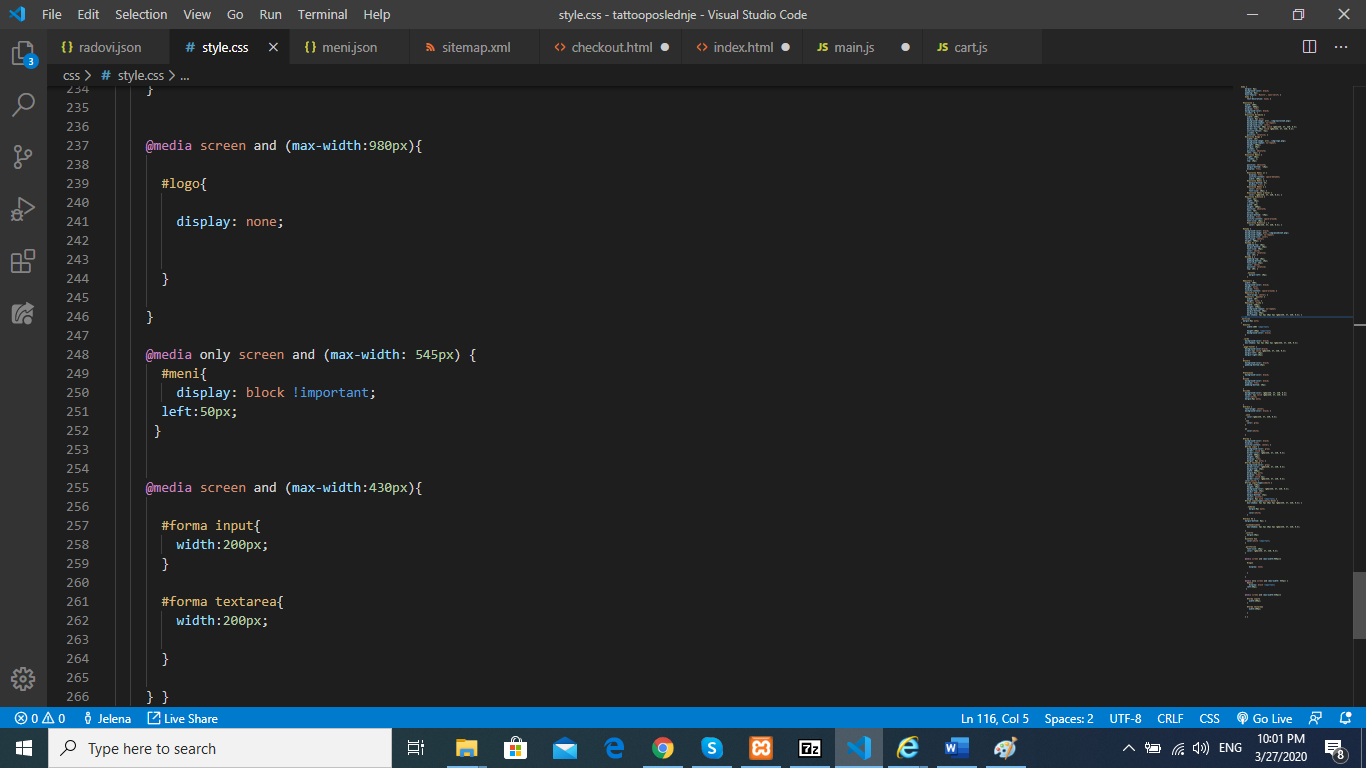 File Edit Selection View Go Run Terminal Help style.css - tattooposlednje - Visual Studio Code
{} radovi.json # style.css {} meni.json sitemap.xml <> checkout.html <> index.html JS main.js JS cart.js
css > # style.css > ...
3
234 }
235
236
237 @media screen and (max-width:980px){
238
239 #logo{
240
241 display: none;
242
243
244 }
245
246 }
247
248 @media only screen and (max-width: 545px) {
249 #meni{
250 display: block !important;
251 left:50px;
252 }
253
254
255 @media screen and (max-width:430px){
256
257 #forma input{
258 width:200px;
259 }
260
261 #forma textarea{
262 width:200px;
263
264 }
265
266 } }
0 0 Jelena Live Share Ln 116, Col 5 Spaces: 2 UTF-8 CRLF CSS Go Live
Type here to search
7z
ENG
10:01 PM
3/27/2020
8